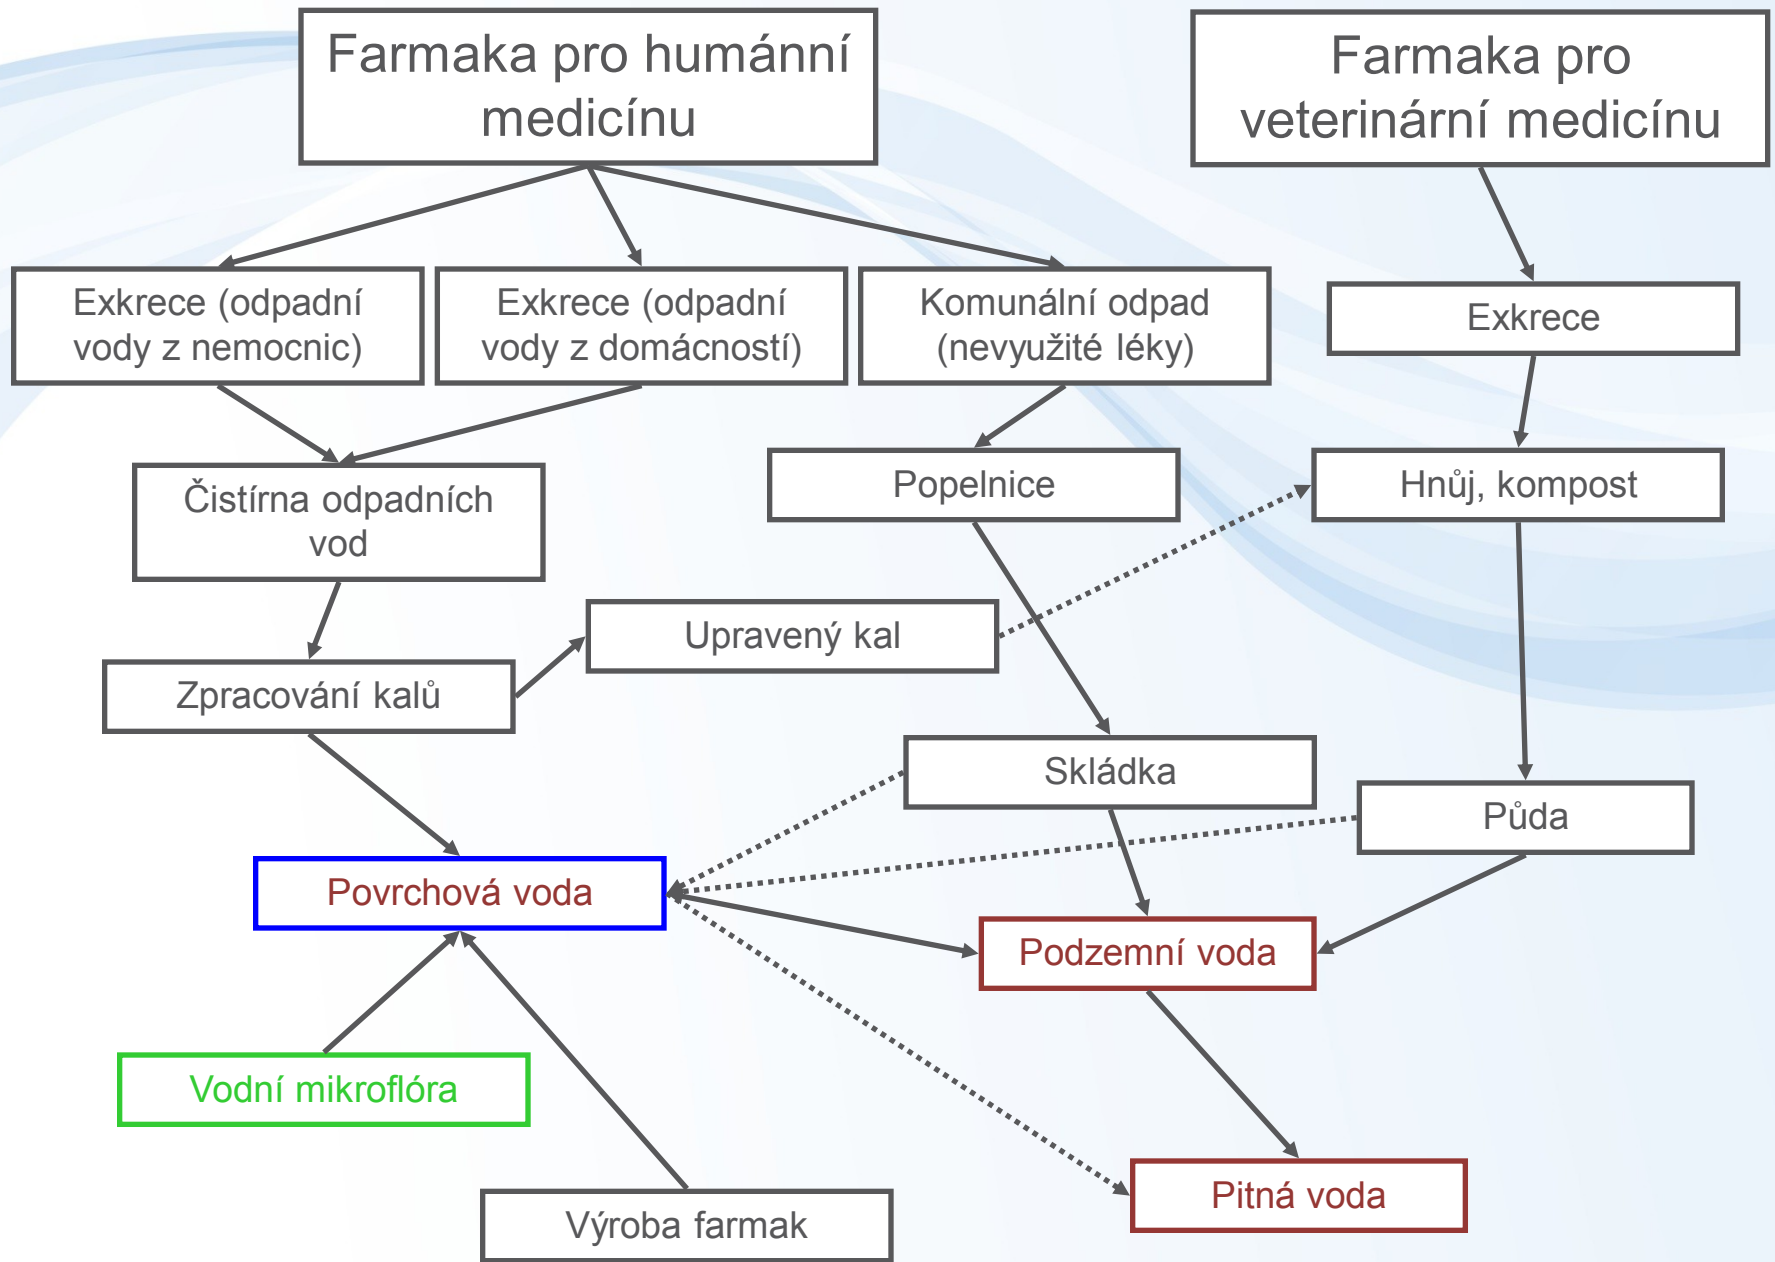 Farmaka pro humánní
medicínu
Farmaka pro
veterinární medicínu
Exkrece (odpadní
vody z nemocnic)
Exkrece (odpadní
vody z domácností)
Komunální odpad
(nevyužité léky)
Exkrece
Čistírna odpadních
vod
Popelnice
Hnůj, kompost
Upravený kal
Zpracování kalů
Skládka
Půda
Povrchová voda
Podzemní voda
Vodní mikroflóra
Pitná voda
Výroba farmak